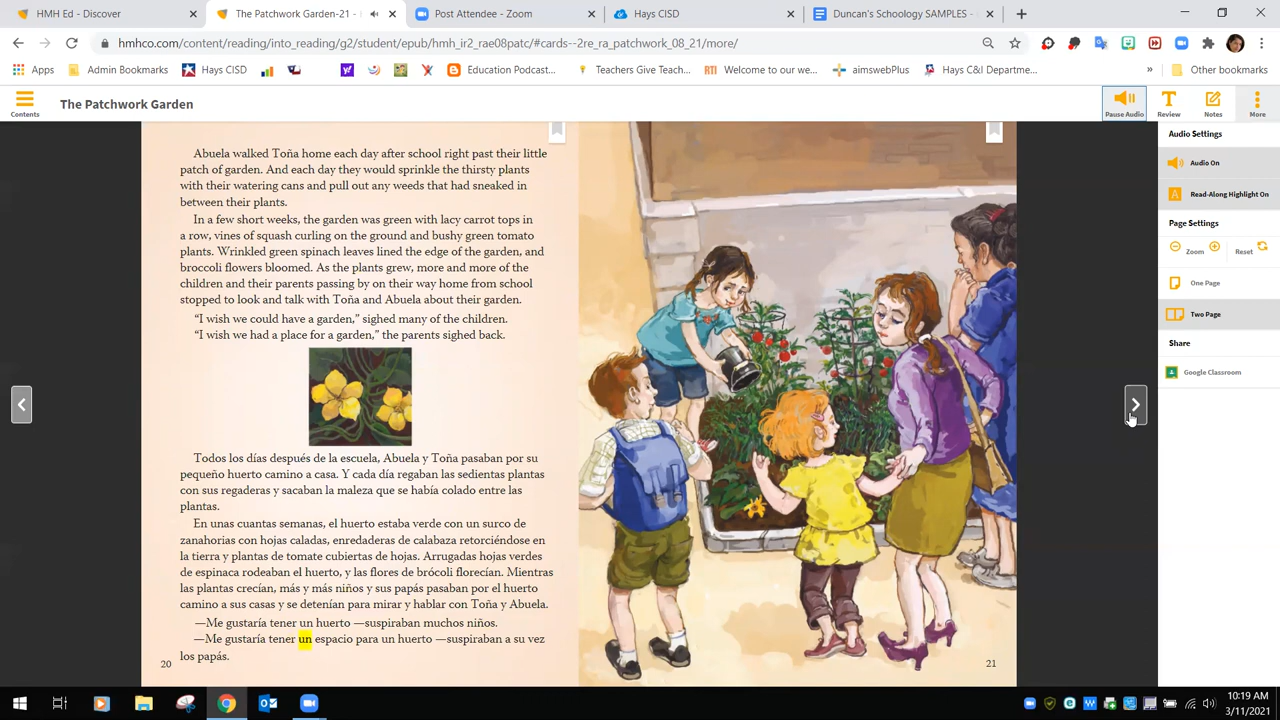 HMH Ed - Discover
The Patchwork Garden-21 -
Post Attendee - Zoom
Hays CISD
Duncan's Schoology SAMPLES -
hmhco.com/content/reading/into_reading/g2/student/epub/hmh_ir2_rae08patc/#cards--2re_ra_patchwork_08_21/more/
Apps
Admin Bookmarks
Hays CISD
Education Podcast...
Teachers Give Teach...
RTI Welcome to our we...
aimswebPlus
Hays C&I Departme...
»
Other bookmarks
Contents
The Patchwork Garden
Pause Audio
Review
Notes
More
Abuela walked Toña home each day after school right past their little
patch of garden. And each day they would sprinkle the thirsty plants
with their watering cans and pull out any weeds that had sneaked in
between their plants.
In a few short weeks, the garden was green with lacy carrot tops in
a row, vines of squash curling on the ground and bushy green tomato
plants. Wrinkled green spinach leaves lined the edge of the garden, and
broccoli flowers bloomed. As the plants grew, more and more of the
children and their parents passing by on their way home from school
stopped to look and talk with Toña and Abuela about their garden.
“I wish we could have a garden,” sighed many of the children.
“I wish we had a place for a garden,” the parents sighed back.
Todos los días después de la escuela, Abuela y Toña pasaban por su
pequeño huerto camino a casa. Y cada día regaban las sedientas plantas
con sus regaderas y sacaban la maleza que se había colado entre las
plantas.
En unas cuantas semanas, el huerto estaba verde con un surco de
zanahorias con hojas caladas, enredaderas de calabaza retorciéndose en
la tierra y plantas de tomate cubiertas de hojas. Arrugadas hojas verdes
de espinaca rodeaban el huerto, y las flores de brócoli florecían. Mientras
las plantas crecían, más y más niños y sus papás pasaban por el huerto
camino a sus casas y se detenían para mirar y hablar con Toña y Abuela.
—Me gustaría tener un huerto —suspiraban muchos niños.
—Me gustaría tener un espacio para un huerto —suspiraban a su vez
los papás.
20
21
Audio Settings
Audio On
Read-Along Highlight On
Page Settings
Zoom
Reset
One Page
Two Page
Share
Google Classroom
10:19 AM
3/11/2021